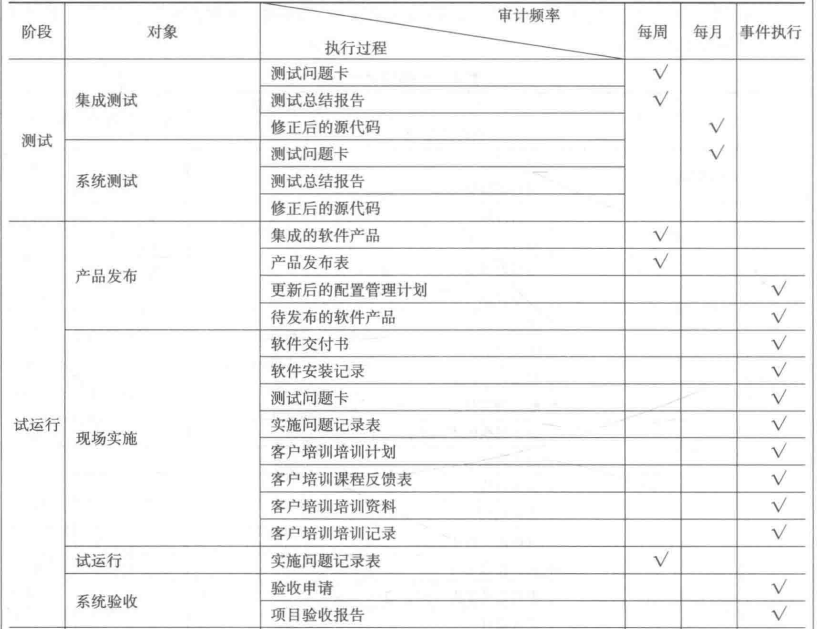 阶段 对象 审计频率 执行过程 每周 每月 事件执行
测试 集成测试 测试问题卡 √
测试总结报告 √
修正后的源代码 √
系统测试 测试问题卡 √
测试总结报告
修正后的源代码
试运行 产品发布 集成的软件产品 √
产品发布表 √
更新后的配置管理计划 √
待发布的软件产品 √
现场实施 软件交付书 √
软件安装记录 √
测试问题卡 √
实施问题记录表 √
客户培训培训计划 √
客户培训课程反馈表 √
客户培训培训资料 √
客户培训培训记录 √
试运行 实施问题记录表 √
系统验收 验收申请 √
项目验收报告 √